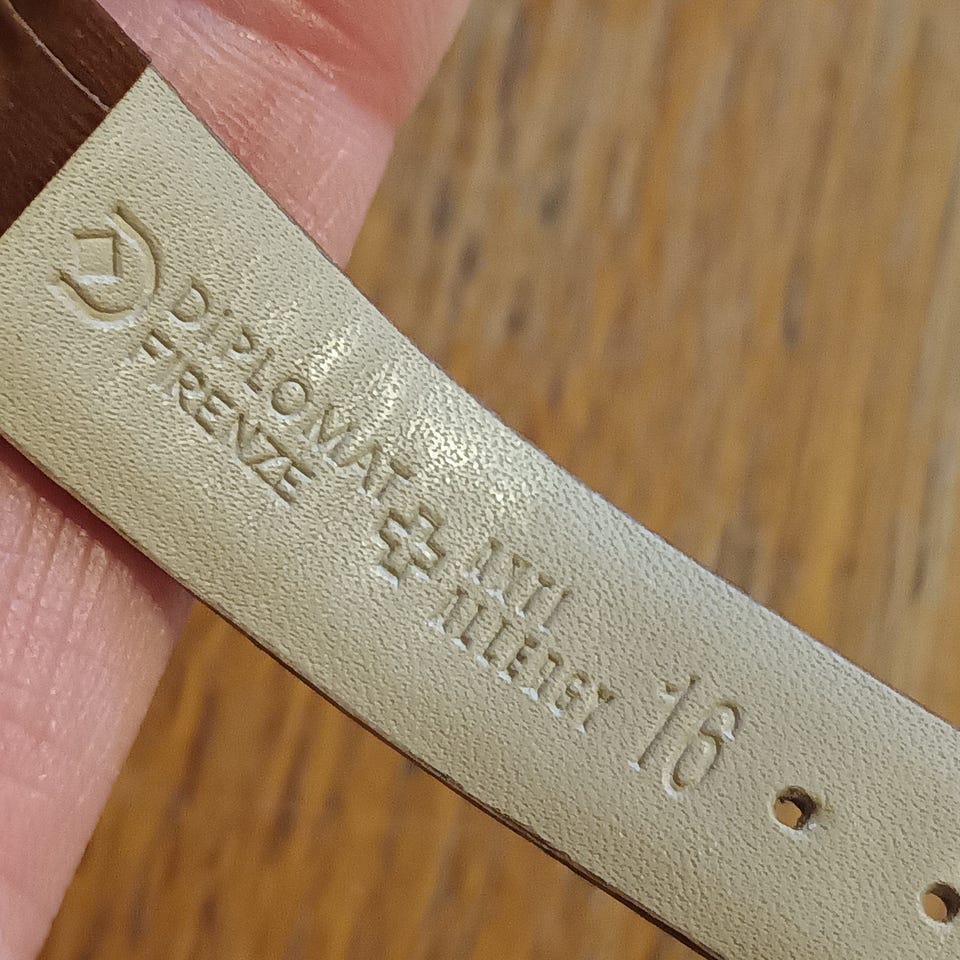 DiPLOMAT
FIRENZE
ANTI
ALLERGY
16